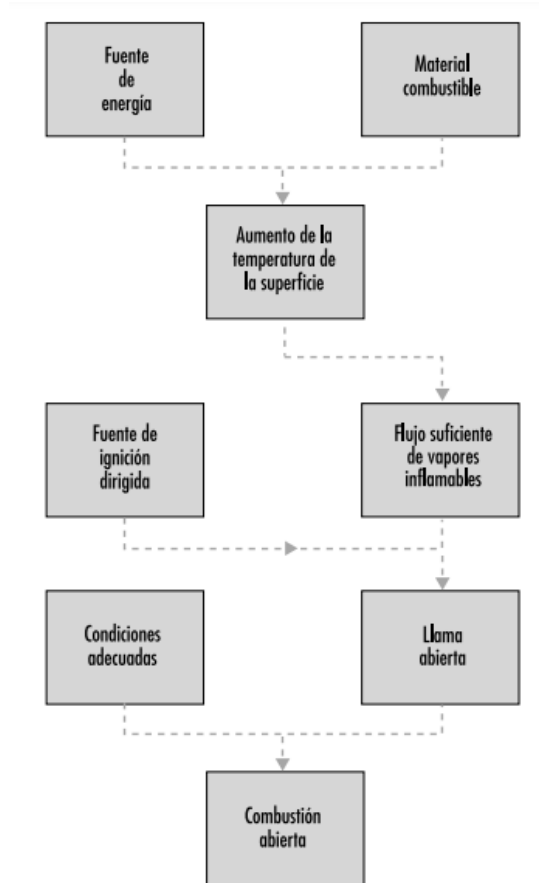 Fuente
de
energía
Material
combustible
Aumento de la
temperatura de
la superficie
Fuente de
ignición
dirigida
Flujo suficiente
de vapores
inflamables
Condiciones
adecuadas
Llama
abierta
Combustión
abierta